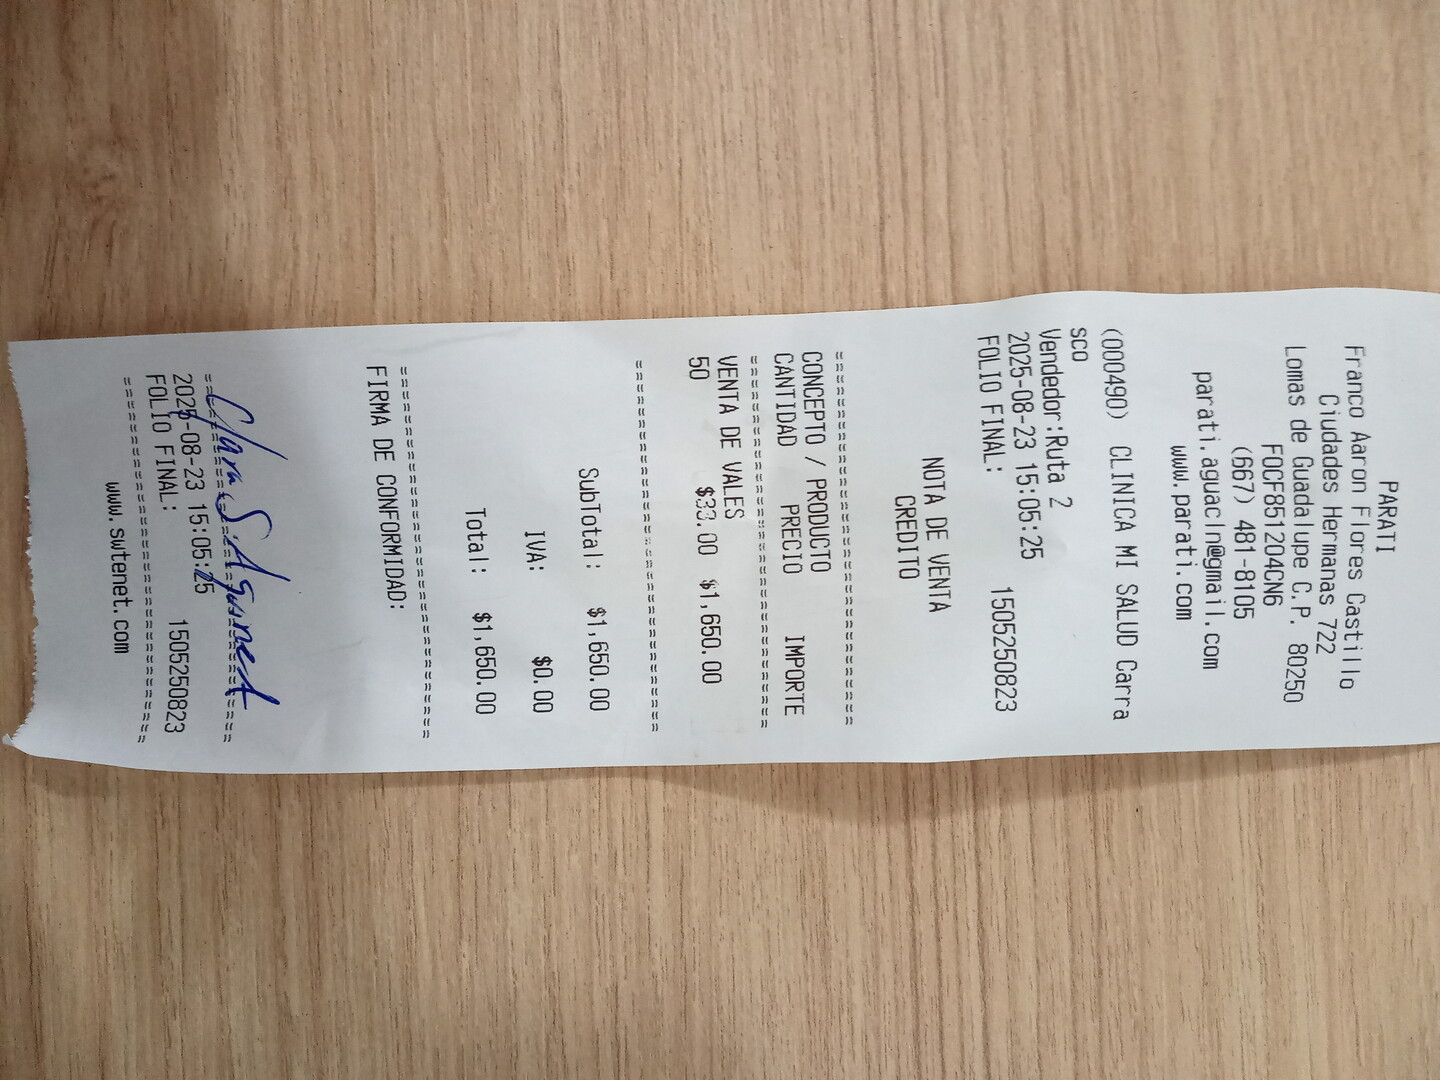 PARATI
Franco Aaron Flores Castillo
Ciudades Hermanas 722
Lomas de Guadalupe C.P. 80250
FOCF851204CN6
(667) 481-8105
parati.aguacln@gmail.com
www.parati.com
(000490) CLINICA MI SALUD Carra
sco
Vendedor:Ruta 2
2025-08-23 15:05:25
FOLIO FINAL: 1505250823
NOTA DE VENTA
CREDITO
===============================
CONCEPTO / PRODUCTO
CANTIDAD PRECIO IMPORTE
===============================
VENTA DE VALES
50 $33.00 $1,650.00
===============================
SubTotal: $1,650.00
IVA: $0.00
Total: $1,650.00
===============================
FIRMA DE CONFORMIDAD:
===============================
2025-08-23 15:05:25
FOLIO FINAL: 1505250823
===============================
www.swtenet.com